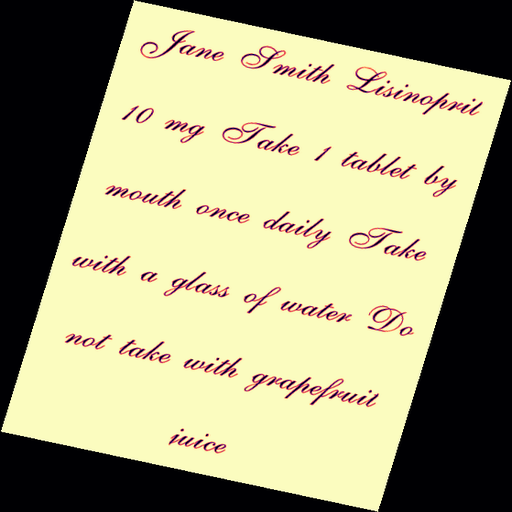 Jane Smith Lisinopril
10 mg Take 1 tablet by
mouth once daily Take
with a glass of water Do
not take with grapefruit
juice